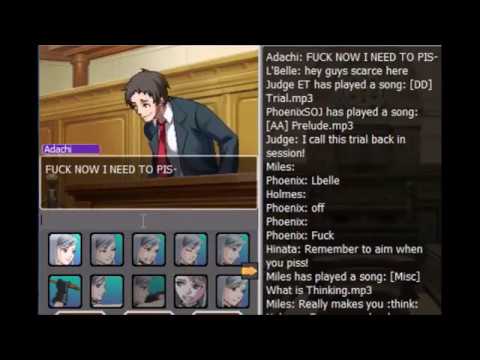 Adachi
FUCK NOW I NEED TO PIS-
Adachi: FUCK NOW I NEED TO PIS-
L'Belle: hey guys scarce here
Judge ET has played a song: [DD]
Trial.mp3
PhoenixSOJ has played a song:
[AA] Prelude.mp3
Judge: I call this trial back in
session!
Miles:
Phoenix: Lbelle
Holmes:
Phoenix: off
Phoenix:
Phoenix: Fuck
Hinata: Remember to aim when
you piss!
Miles has played a song: [Misc]
What is Thinking.mp3
Miles: Really makes you :think: